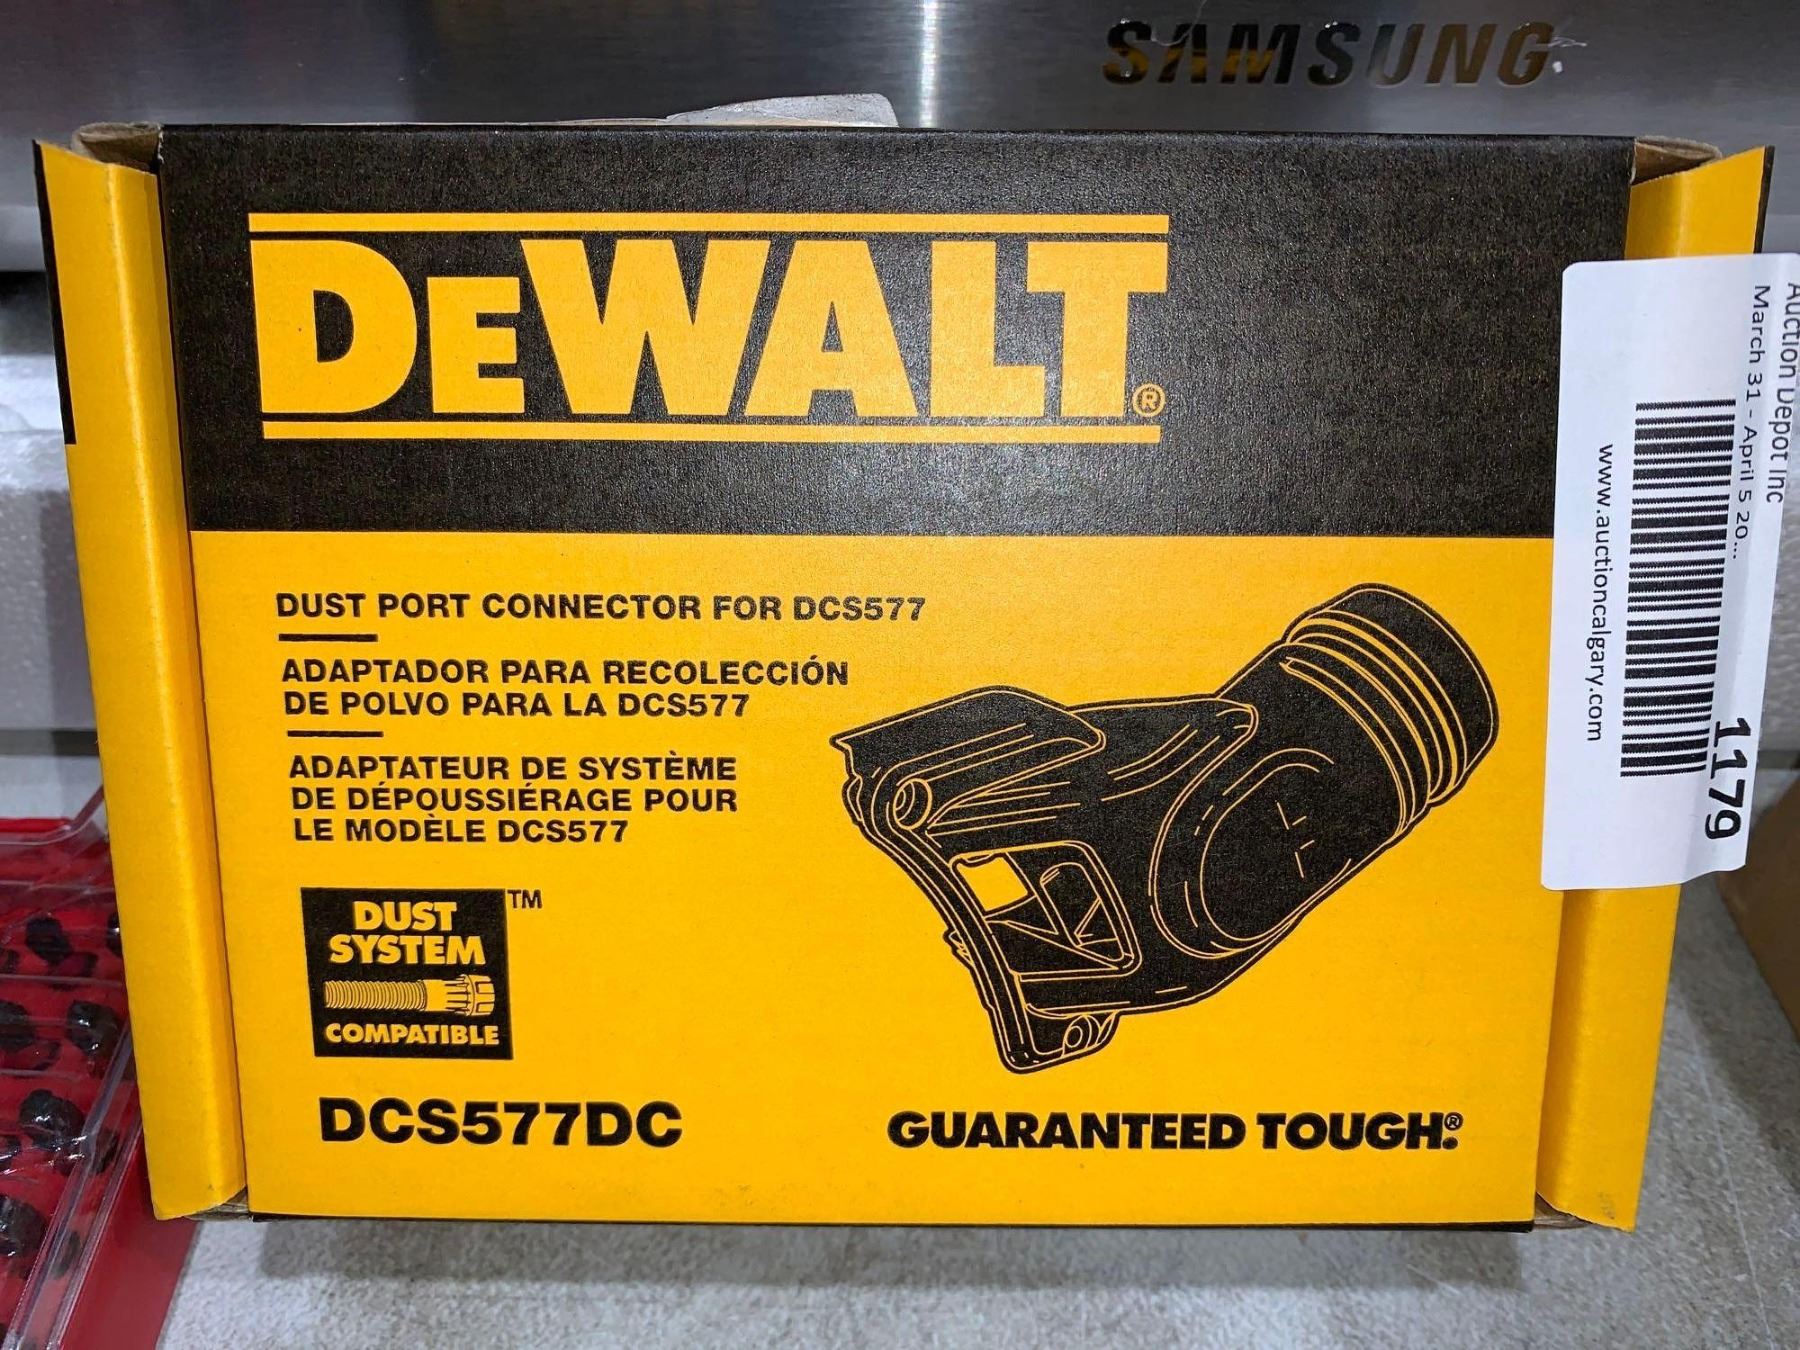 SAMSUNG
DEWALT®
DUST PORT CONNECTOR FOR DCS577
ADAPTADOR PARA RECOLECCIÓN
DE POLVO PARA LA DCS577
ADAPTATEUR DE SYSTÈME
DE DÉPOUSSIÉRAGE POUR
LE MODÈLE DCS577
DUST
SYSTEM
COMPATIBLE
TM
DCS577DC
GUARANTEED TOUGH.®
Auction Depot Inc
March 31 - April 5 20...
1179
www.auctioncalgary.com